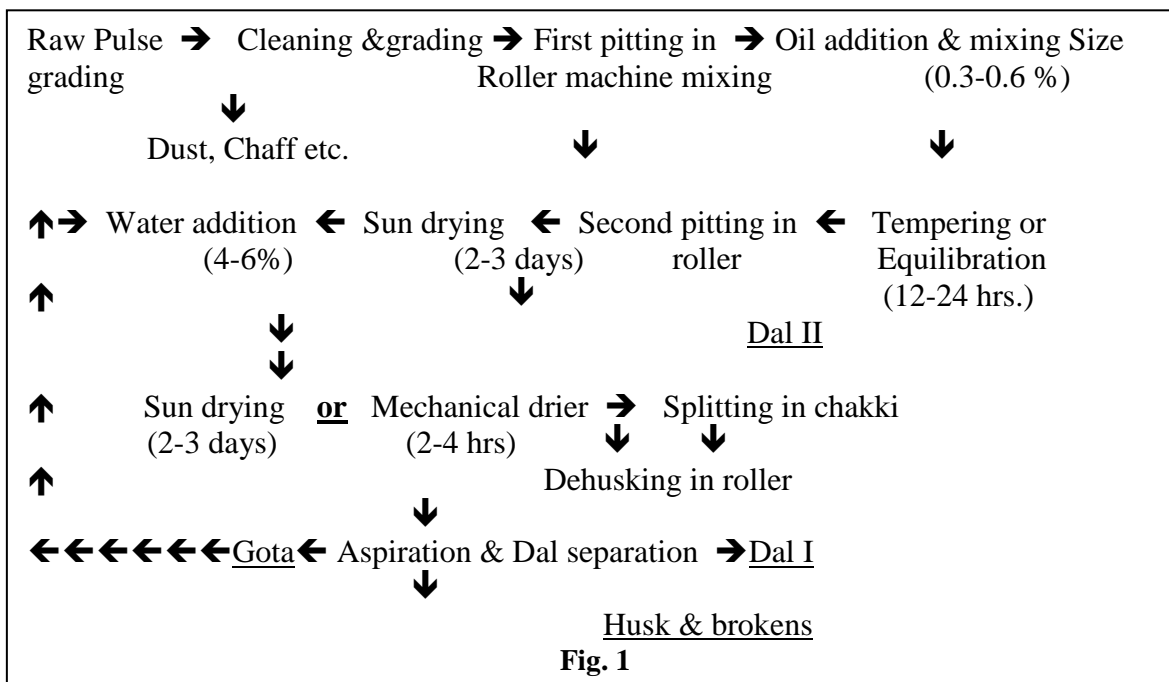 Raw Pulse → Cleaning &grading → First pitting in → Oil addition & mixing Size
grading Roller machine mixing (0.3-0.6 %)
↓
Dust, Chaff etc. ↓ ↓
↑→ Water addition ← Sun drying ← Second pitting in ← Tempering or
(4-6%) (2-3 days) roller Equilibration
↑ ↓ (12-24 hrs.)
↓ Dal II
↓
↑ Sun drying or Mechanical drier → Splitting in chakki
(2-3 days) (2-4 hrs) ↓ ↓
↑ Dehusking in roller
↓
←←←←←←Gota← Aspiration & Dal separation →Dal I
↓
Husk & brokens
Fig. 1